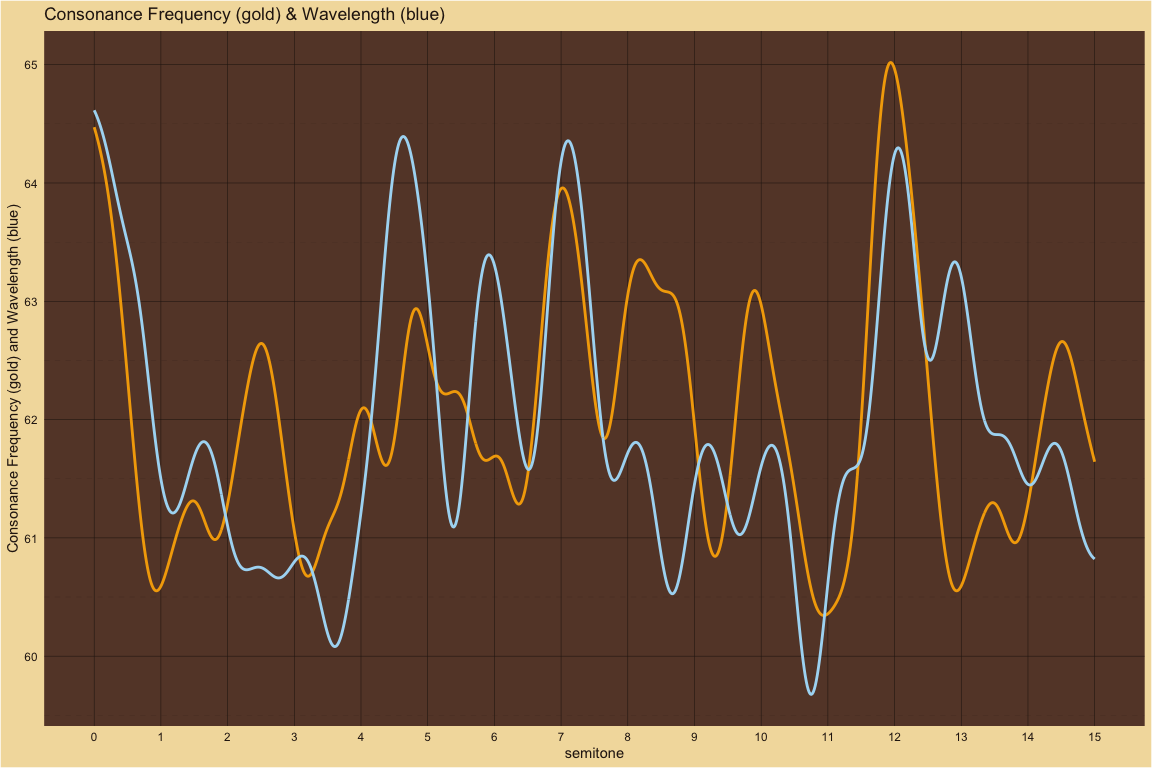 Consonance Frequency (gold) & Wavelength (blue)
Consonance Frequency (gold) and Wavelength (blue)
65
64
63
62
61
60
0 1 2 3 4 5 6 7 8 9 10 11 12 13 14 15
semitone